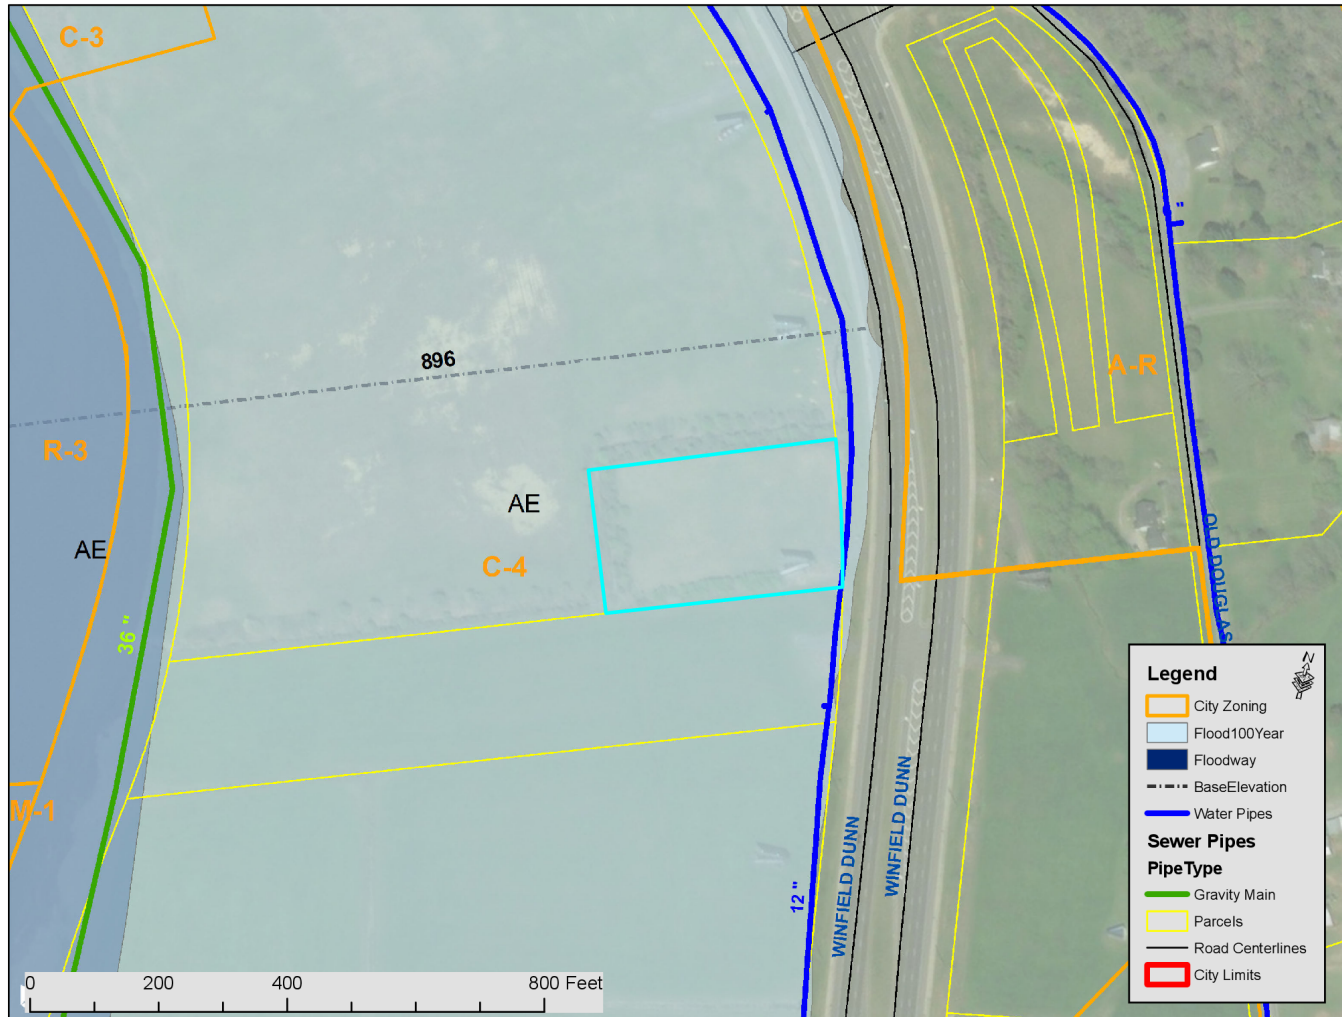 C-3
1 "
896
A-R
R-3
AE
C-4
AE
36 "
OLD DOUGLAS
M-1
12 "
WINFIELD DUNN
WINFIELD DUNN
0 200 400 800 Feet
Legend
N
City Zoning
Flood100Year
Floodway
BaseElevation
Water Pipes
Sewer Pipes
PipeType
Gravity Main
Parcels
Road Centerlines
City Limits